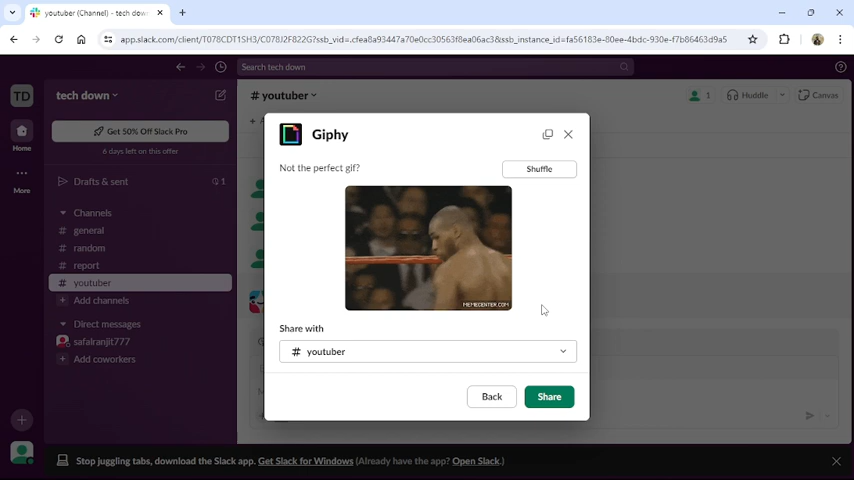 youtuber (Channel) – tech down
app.slack.com/client/T078CDT1SH3/C078J2F822G?ssb_vid=.cfea8a93447a70e0cc30563f8ea06ac3&ssb_instance_id=fa56183e-80ee-4bdc-930e-f7b86463d9a5
Search tech down
TD
tech down
# youtuber
1
Huddle
Canvas
Home
Get 50% Off Slack Pro
6 days left on this offer
More
Drafts & sent
1
Channels
# general
# random
# report
# youtuber
+ Add channels
Direct messages
safalranjit777
+ Add coworkers
Giphy
Not the perfect gif?
Shuffle
MEMECENTER.COM
Share with
# youtuber
Back
Share
Stop juggling tabs, download the Slack app. Get Slack for Windows (Already have the app? Open Slack.)